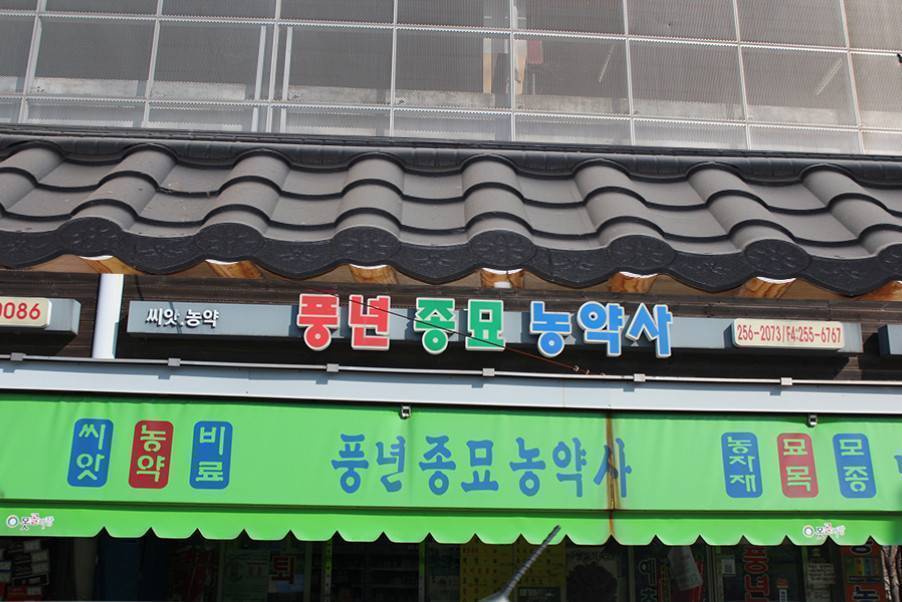 0086
씨앗 농약 풍년 종묘 농약사 256-2073/F4:255-6767
씨앗 농약 비료 풍년종묘농약사 농자재 묘목 모종